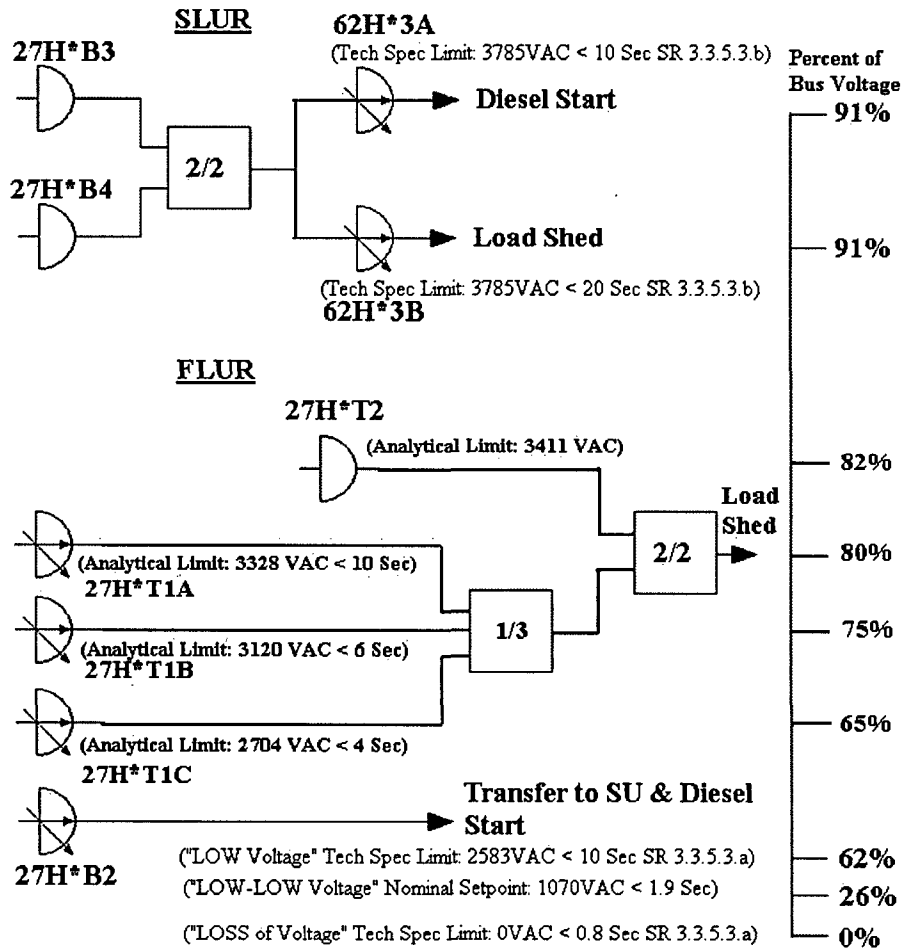 SLUR
62H*3A
27H*B3
(Tech Spec Limit: 3785VAC < 10 Sec SR 3.3.5.3.b)
Percent of
Bus Voltage
Diesel Start
91%
2/2
27H*B4
Load Shed
91%
(Tech Spec Limit: 3785VAC < 20 Sec SR 3.3.5.3.b)
62H*3B
FLUR
27H*T2
(Analytical Limit: 3411 VAC)
82%
Load
Shed
2/2
80%
(Analytical Limit: 3328 VAC < 10 Sec)
27H*T1A
1/3
75%
(Analytical Limit: 3120 VAC < 6 Sec)
27H*T1B
65%
(Analytical Limit: 2704 VAC < 4 Sec)
27H*T1C
Transfer to SU & Diesel
Start
27H*B2
("LOW Voltage" Tech Spec Limit: 2583VAC < 10 Sec SR 3.3.5.3.a)
62%
("LOW-LOW Voltage" Nominal Setpoint: 1070VAC < 1.9 Sec)
26%
("LOSS of Voltage" Tech Spec Limit: 0VAC < 0.8 Sec SR 3.3.5.3.a)
0%